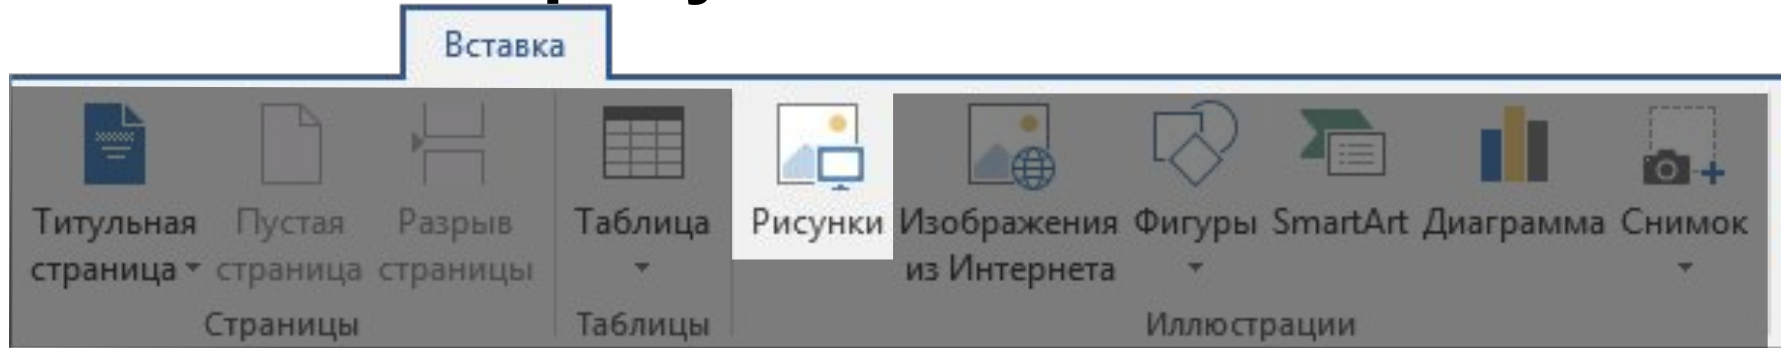 Вставка
Титульная страница
Пустая страница
Разрыв страницы
Таблица
Рисунки
Изображения из Интернета
Фигуры
SmartArt
Диаграмма
Снимок
Страницы
Таблицы
Иллюстрации